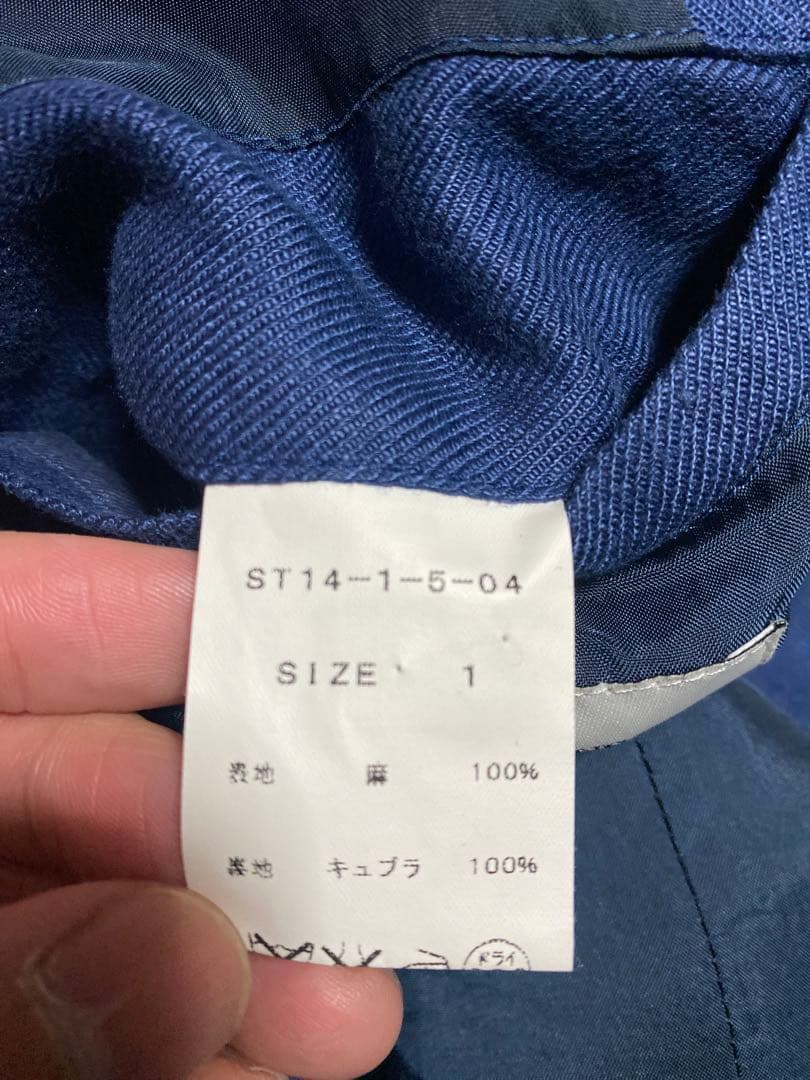 ST14-1-5-04
SIZE 1
表地 麻 100%
裏地 キュプラ 100%
ドライ